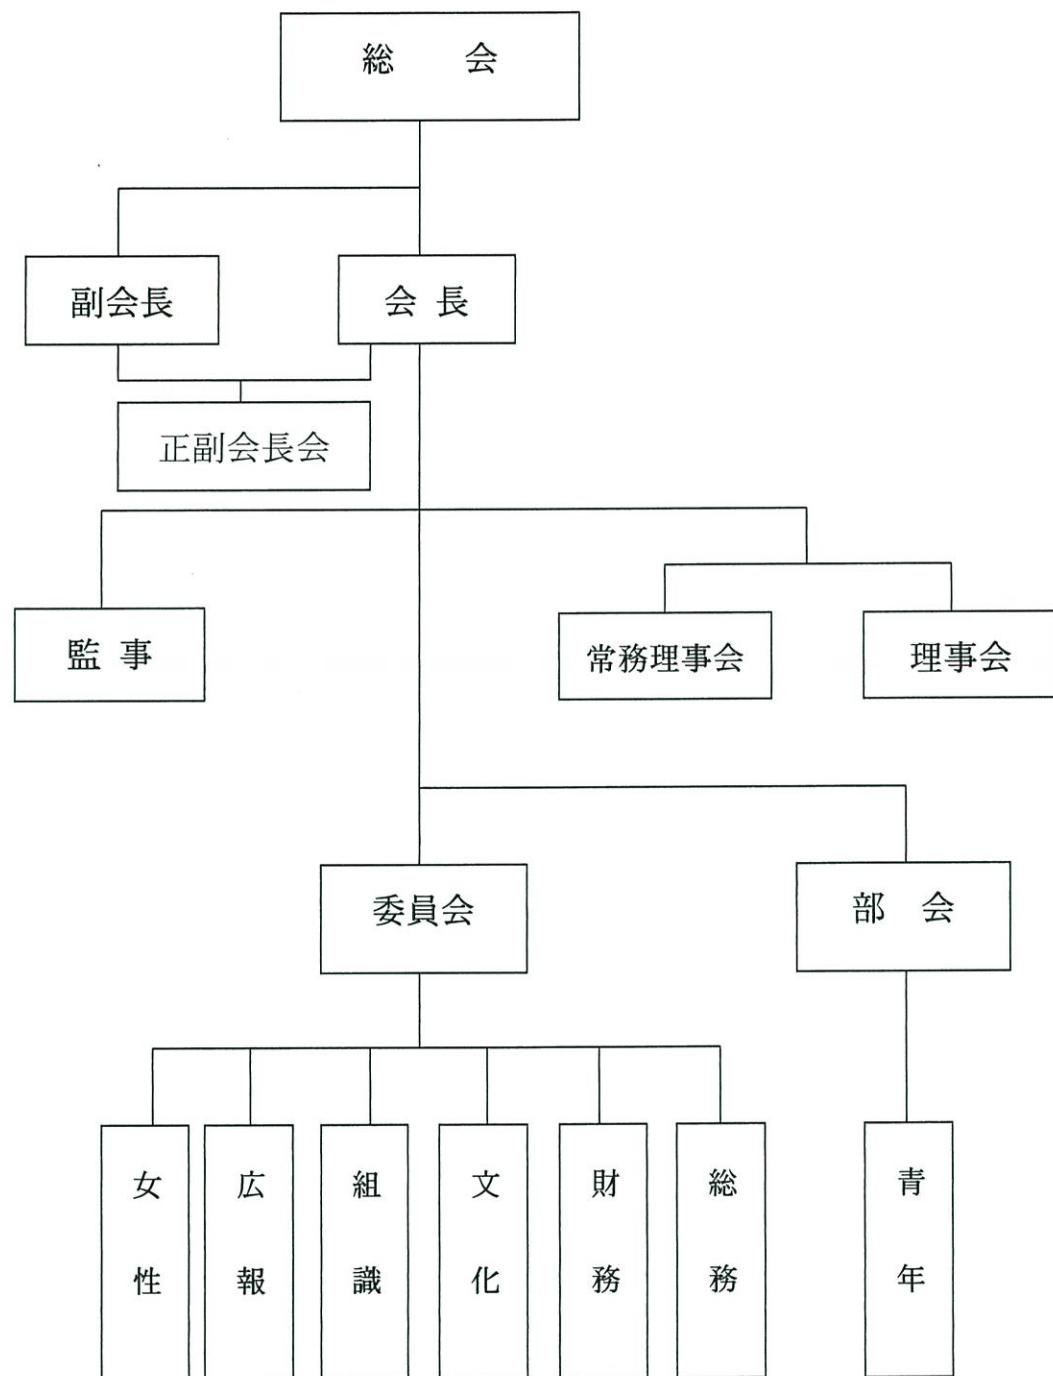 総 会
副会長
会 長
正副会長会
監 事
常務理事会
理事会
委員会
部 会
女性
広報
組識
文化
財務
総務
青年